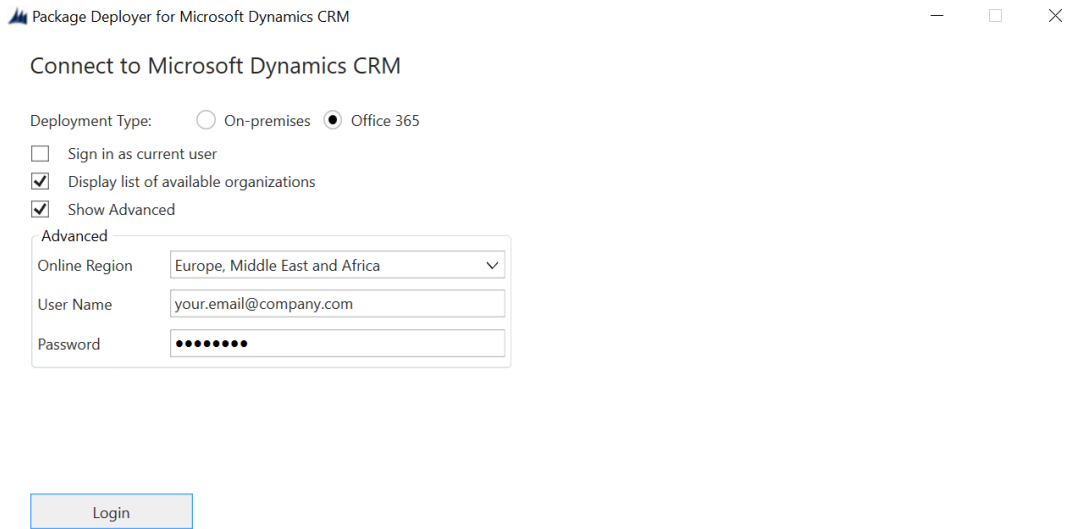 Package Deployer for Microsoft Dynamics CRM
Connect to Microsoft Dynamics CRM
Deployment Type: On-premises Office 365
Sign in as current user
Display list of available organizations
Show Advanced
Advanced
Online Region Europe, Middle East and Africa
User Name your.email@company.com
Password ●●●●●●●●
Login